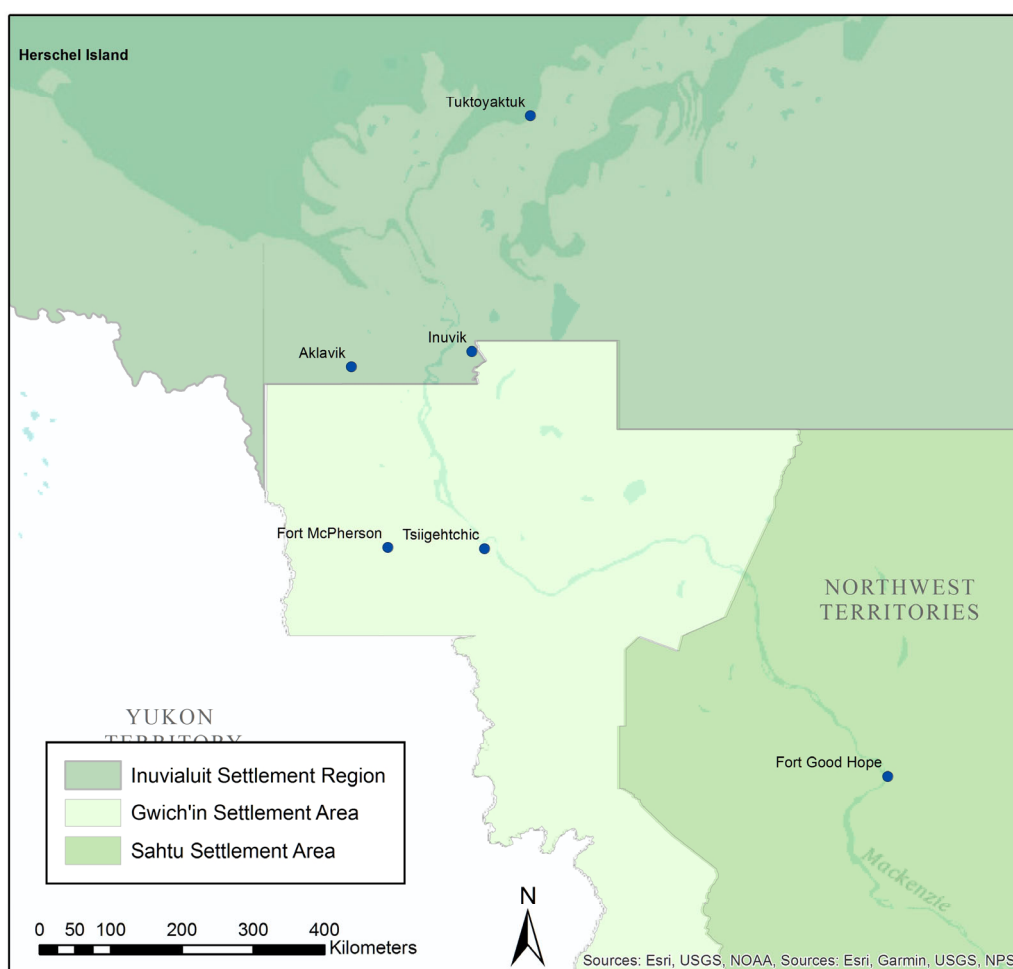 Herschel Island
Tuktoyaktuk
Inuvik
Aklavik
Fort McPherson
Tsiigehtchic
NORTHWEST
TERRITORIES
YUKON
TERRITORY
Fort Good Hope
Mackenzie
Inuvialuit Settlement Region
Gwich'in Settlement Area
Sahtu Settlement Area
N
0 50 100 200 300 400
Kilometers
Sources: Esri, USGS, NOAA, Sources: Esri, Garmin, USGS, NPS